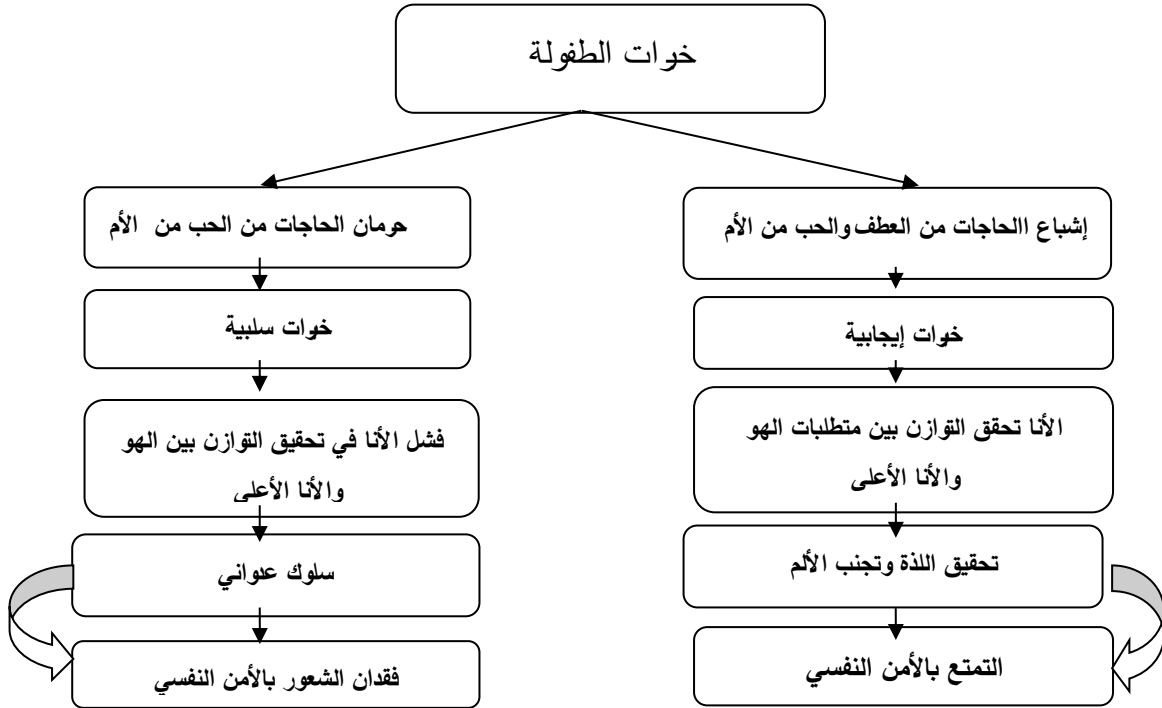 خوات الطفولة
إشباع االحاجات من العطف والحب من الأم
خوات إيجابية
الأنا تحقق التوازن بين متطلبات الهو
والأنا الأعلى
تحقيق اللذة وتجنب الألم
التمتع بالأمن النفسي
حومان الحاجات من الحب من الأم
خوات سلبية
فشل الأنا في تحقيق التوازن بين الهو
والأنا الأعلى
سلوك عنواني
فقدان الشعور بالأمن النفسي